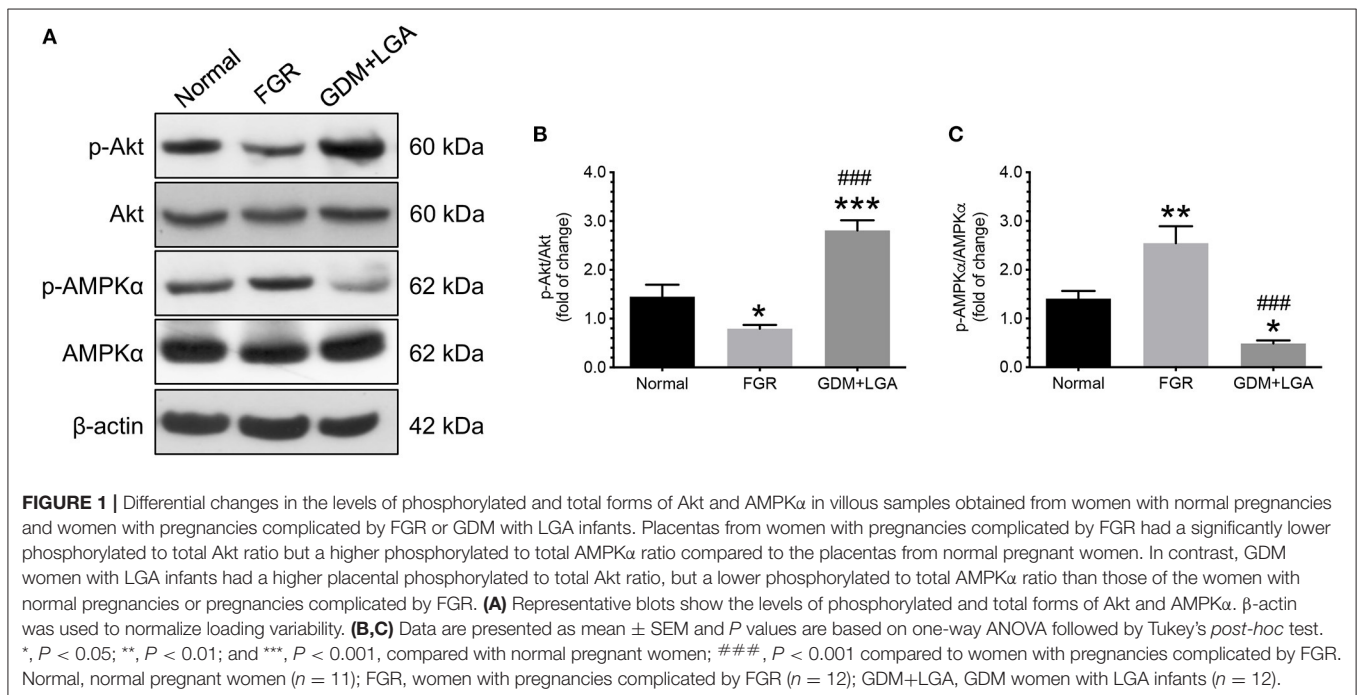 A
Normal
FGR
GDM+LGA
p-Akt
60 kDa
Akt
60 kDa
p-AMPKα
62 kDa
AMPKα
62 kDa
β-actin
42 kDa
B
p-Akt/Akt
(fold of change)
4.0
3.0
2.0
1.0
0.0
*
###
***
Normal
FGR
GDM+LGA
C
p-AMPKα/AMPKα
(fold of change)
4.0
3.0
2.0
1.0
0.0
**
###
*
Normal
FGR
GDM+LGA
FIGURE 1 | Differential changes in the levels of phosphorylated and total forms of Akt and AMPKα in villous samples obtained from women with normal pregnancies
and women with pregnancies complicated by FGR or GDM with LGA infants. Placentas from women with pregnancies complicated by FGR had a significantly lower
phosphorylated to total Akt ratio but a higher phosphorylated to total AMPKα ratio compared to the placentas from normal pregnant women. In contrast, GDM
women with LGA infants had a higher placental phosphorylated to total Akt ratio, but a lower phosphorylated to total AMPKα ratio than those of the women with
normal pregnancies or pregnancies complicated by FGR. (A) Representative blots show the levels of phosphorylated and total forms of Akt and AMPKα. β-actin
was used to normalize loading variability. (B,C) Data are presented as mean ± SEM and P values are based on one-way ANOVA followed by Tukey's post-hoc test.
*, P < 0.05; **, P < 0.01; and ***, P < 0.001, compared with normal pregnant women; ###, P < 0.001 compared to women with pregnancies complicated by FGR.
Normal, normal pregnant women (n = 11); FGR, women with pregnancies complicated by FGR (n = 12); GDM+LGA, GDM women with LGA infants (n = 12).